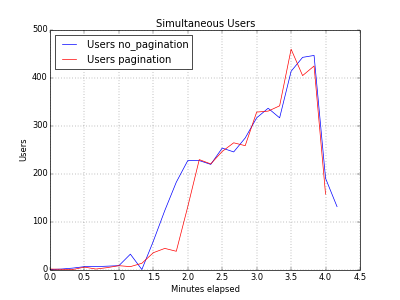 Simultaneous Users
500
400
300
200
100
0
Users no_pagination
Users pagination
Users
0.0 0.5 1.0 1.5 2.0 2.5 3.0 3.5 4.0 4.5
Minutes elapsed